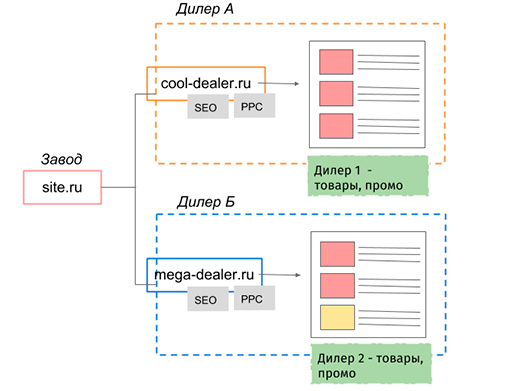 Дилер А
cool-dealer.ru
SEO
PPC
Дилер 1 -
товары, промо
Завод
site.ru
Дилер Б
mega-dealer.ru
SEO
PPC
Дилер 2 - товары,
промо